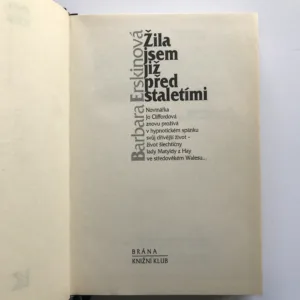 Barbara Erskinová
Žila
jsem
již
před
staletími
Novinářka
Jo Cliffordová
znovu prožívá
v hypnotickém spánku
svůj dřívější život –
život šlechtičny
lady Matyldy z Hay
ve středověkém Walesu...
BRÁNA
KNIŽNÍ KLUB